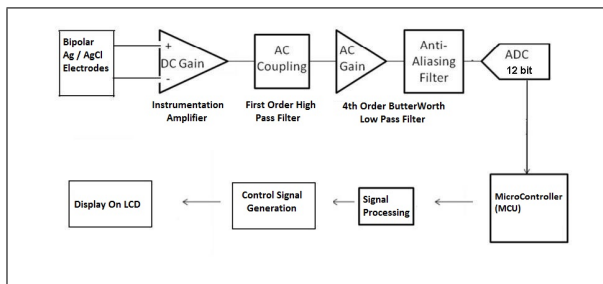 Bipolar
Ag / AgCl
Electrodes
+
-
DC Gain
Instrumentation
Amplifier
AC
Coupling
First Order High
Pass Filter
AC
Gain
Anti-
Aliasing
Filter
4th Order ButterWorth
Low Pass Filter
ADC
12 bit
Display On LCD
Control Signal
Generation
Signal
Processing
MicroController
(MCU)